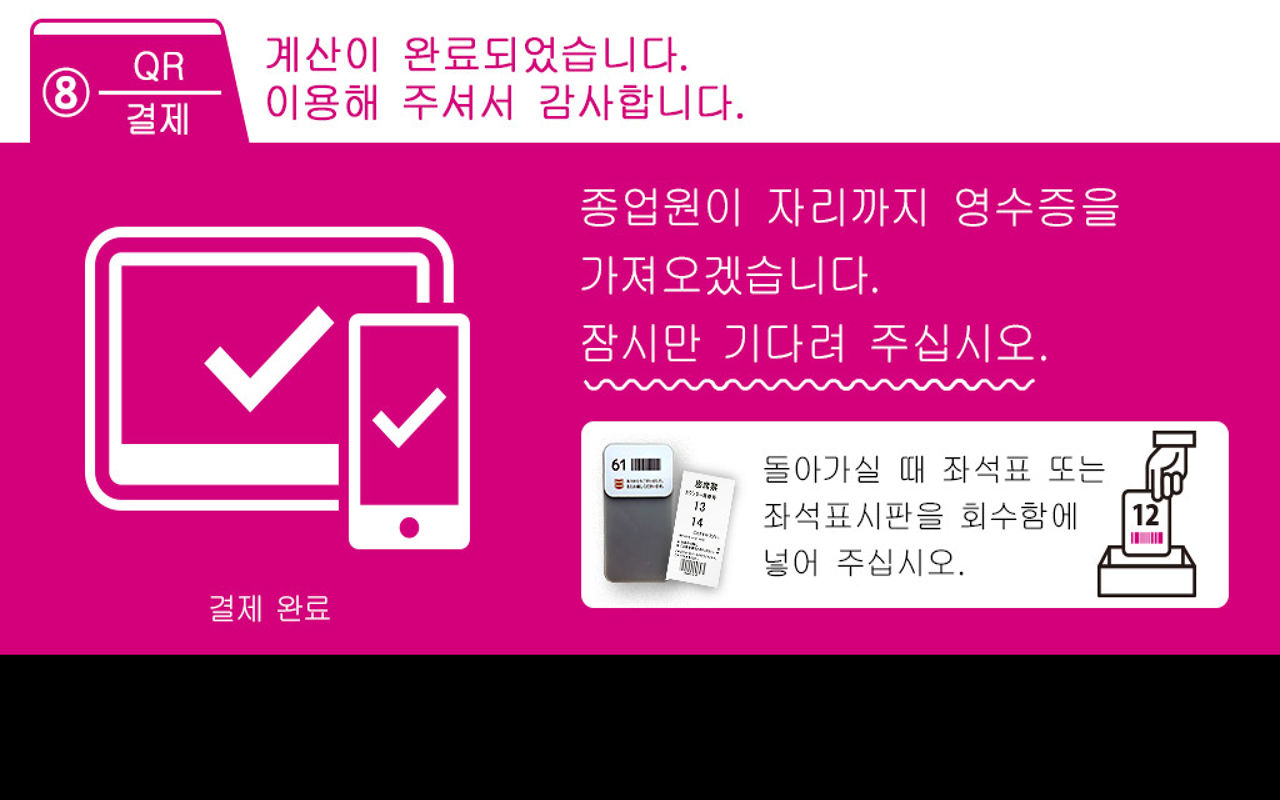 ⑧
QR
결제
계산이 완료되었습니다.
이용해 주셔서 감사합니다.
종업원이 자리까지 영수증을
가져오겠습니다.
잠시만 기다려 주십시오.
결제 완료
61
座席票
13
14
돌아가실 때 좌석표 또는
좌석표시판을 회수함에
넣어 주십시오.
12